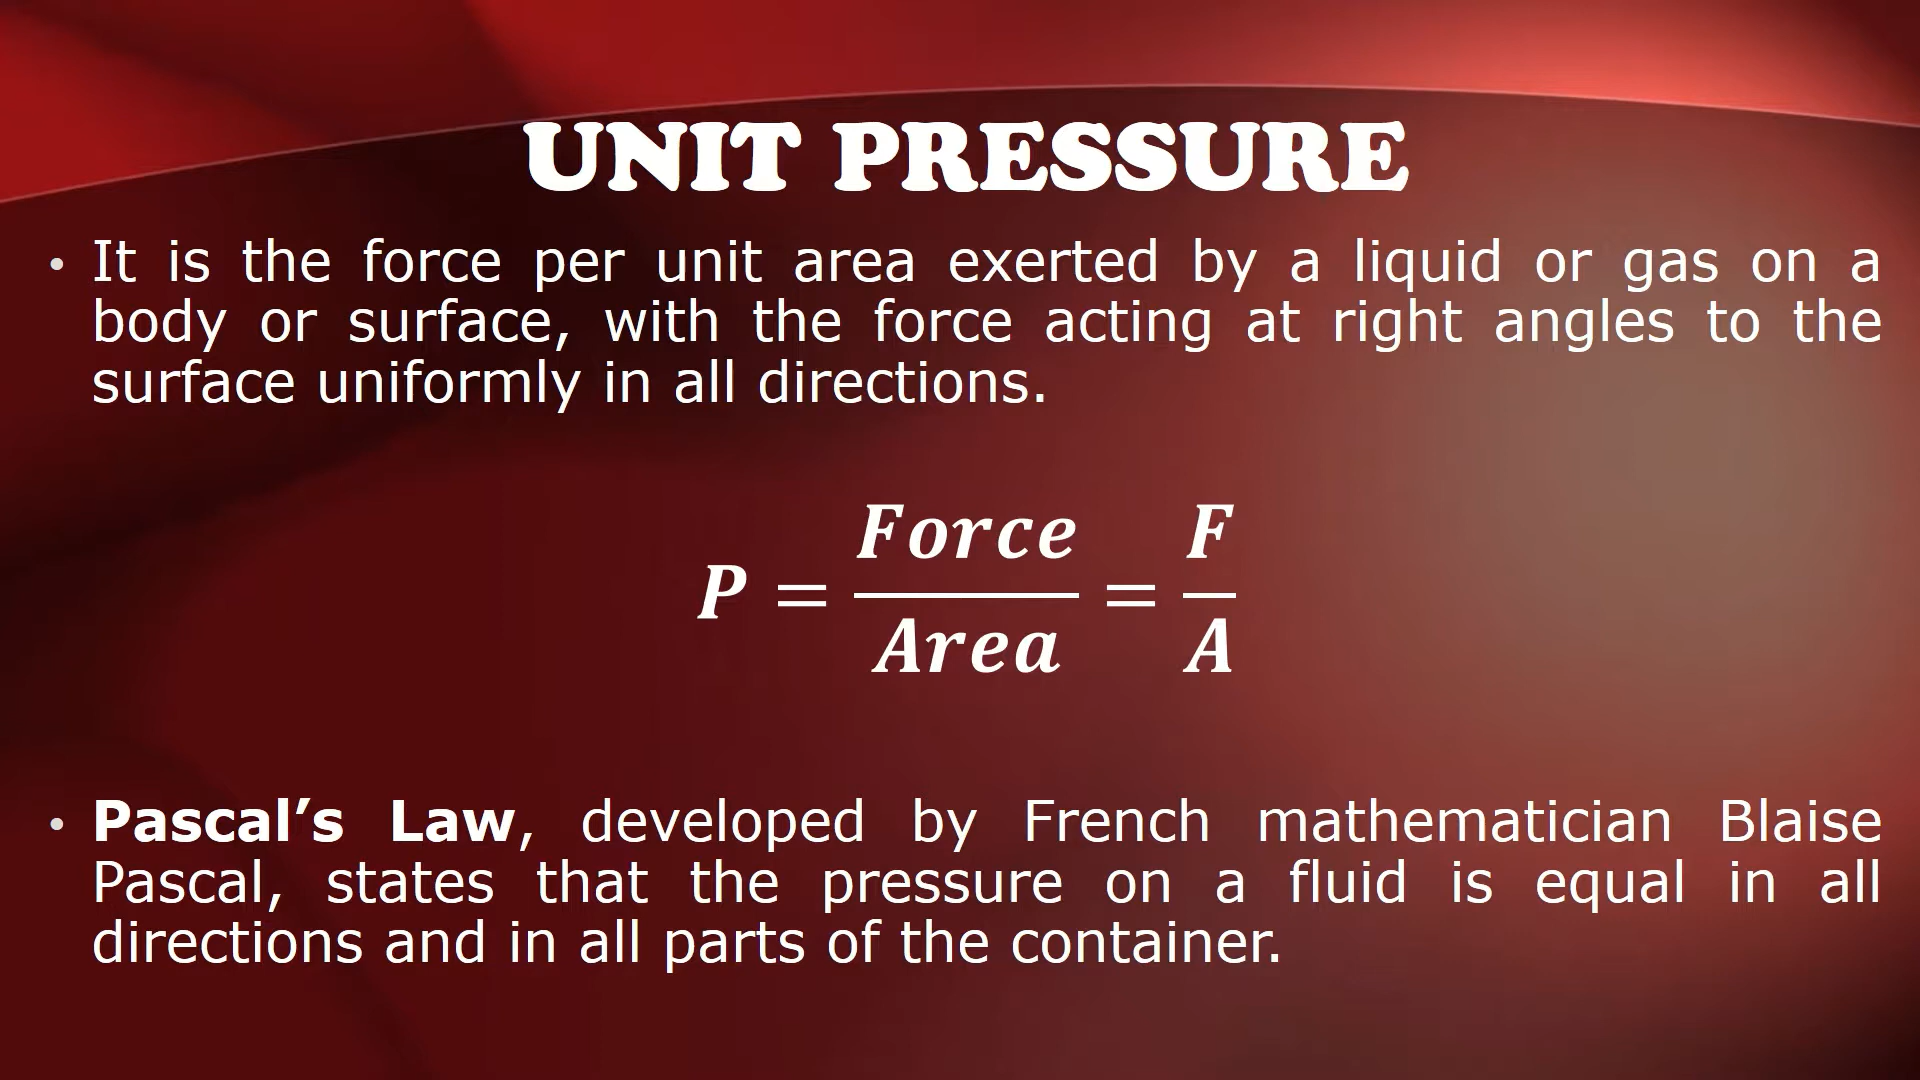 UNIT PRESSURE
• It is the force per unit area exerted by a liquid or gas on a
body or surface, with the force acting at right angles to the
surface uniformly in all directions.
P = Force/Area = F/A
• Pascal’s Law, developed by French mathematician Blaise
Pascal, states that the pressure on a fluid is equal in all
directions and in all parts of the container.